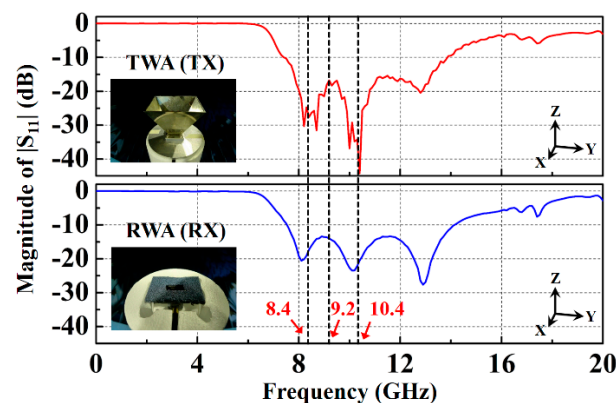 0
-10
-20
-30
-40
TWA (TX)
Z
Y
X
0
-10
-20
-30
-40
RWA (RX)
Z
Y
X
8.4
9.2
10.4
0
4
8
12
16
20
Frequency (GHz)
Magnitude of |S₁₁| (dB)